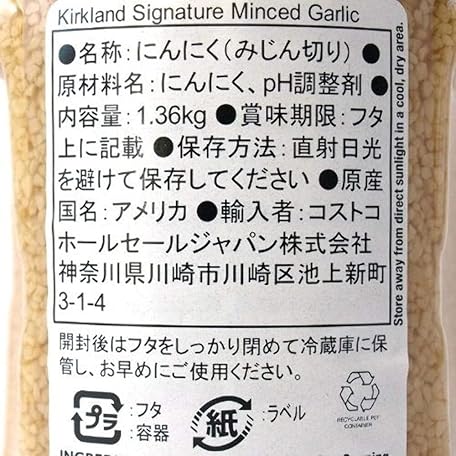 Kirkland Signature Minced Garlic
●名称：にんにく（みじん切り）●
原材料名：にんにく、pH調整剤●
内容量：1.36kg●賞味期限：フタ
上に記載●保存方法：直射日光
を避けて保存してください●原産
国名：アメリカ●輸入者：コストコ
ホールセールジャパン株式会社
神奈川県川崎市川崎区池上新町
3-1-4
Store away from direct sunlight in a cool, dry area.
開封後はフタをしっかり閉めて冷蔵庫に保
管し、お早めにご使用ください。
プラ
：フタ
：容器
紙
：ラベル
RECYCLABLE PET
CONTAINER